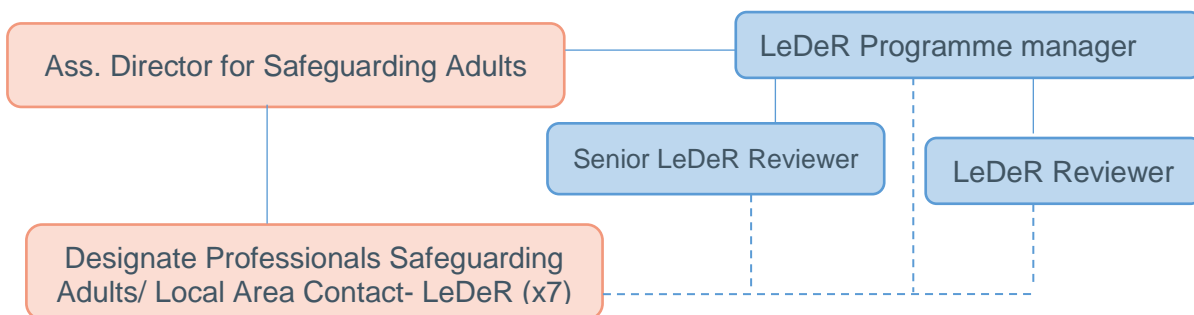 Ass. Director for Safeguarding Adults
LeDeR Programme manager
Senior LeDeR Reviewer
LeDeR Reviewer
Designate Professionals Safeguarding
Adults/ Local Area Contact- LeDeR (x7)